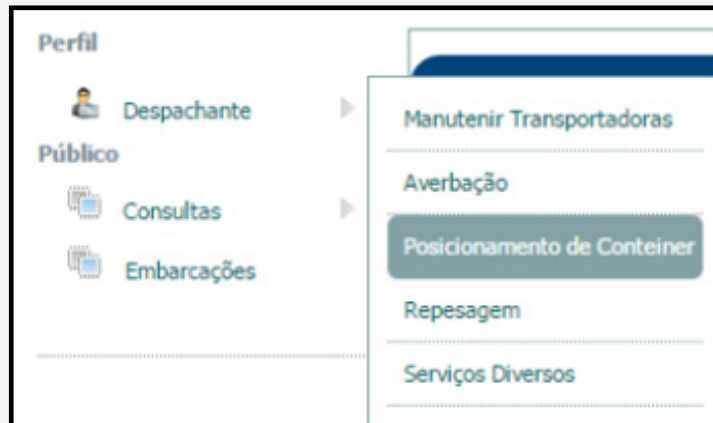 Perfil
Despachante
Público
Consultas
Embarcações
Manutenir Transportadoras
Averbação
Posicionamento de Conteiner
Repesagem
Serviços Diversos